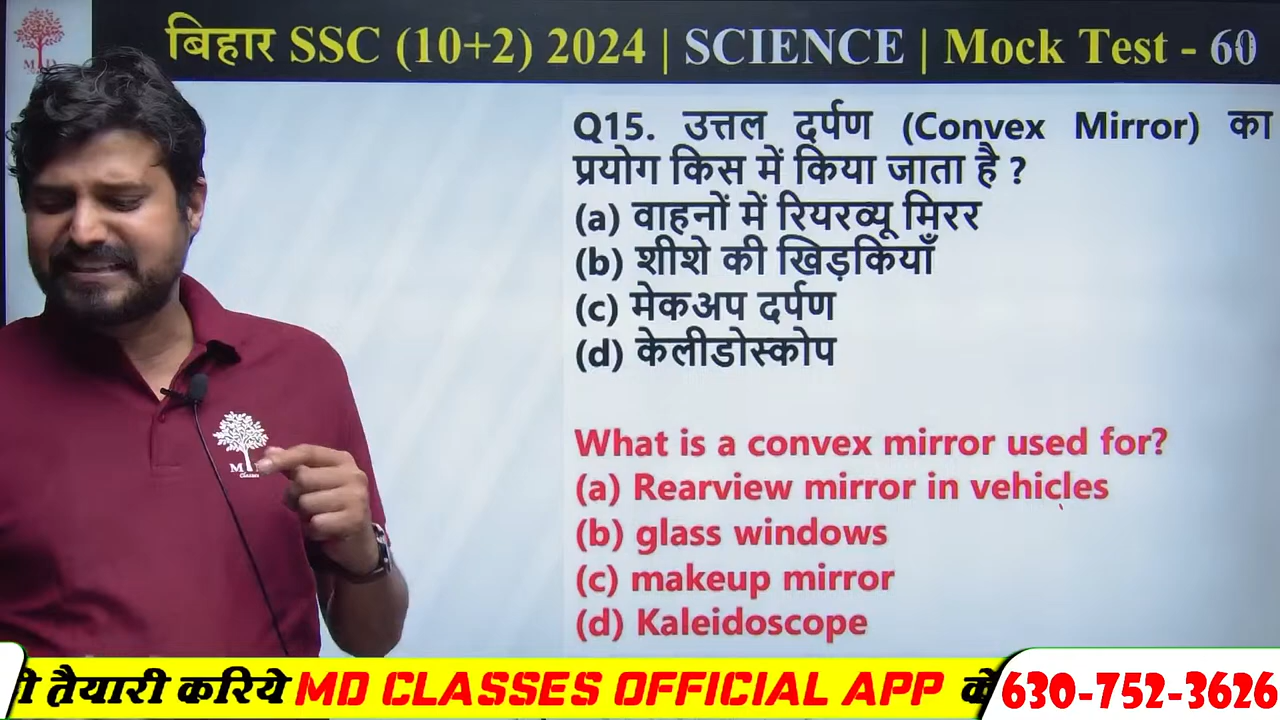 बिहार SSC (10+2) 2024 | SCIENCE | Mock Test - 60
Q15. उत्तल दर्पण (Convex Mirror) का
प्रयोग किस में किया जाता है ?
(a) वाहनों में रियरव्यू मिरर
(b) शीशे की खिड़कियाँ
(c) मेकअप दर्पण
(d) केलीडोस्कोप
What is a convex mirror used for?
(a) Rearview mirror in vehicles
(b) glass windows
(c) makeup mirror
(d) Kaleidoscope
Classes
तैयारी करिये MD CLASSES OFFICIAL APP के
630-752-3626